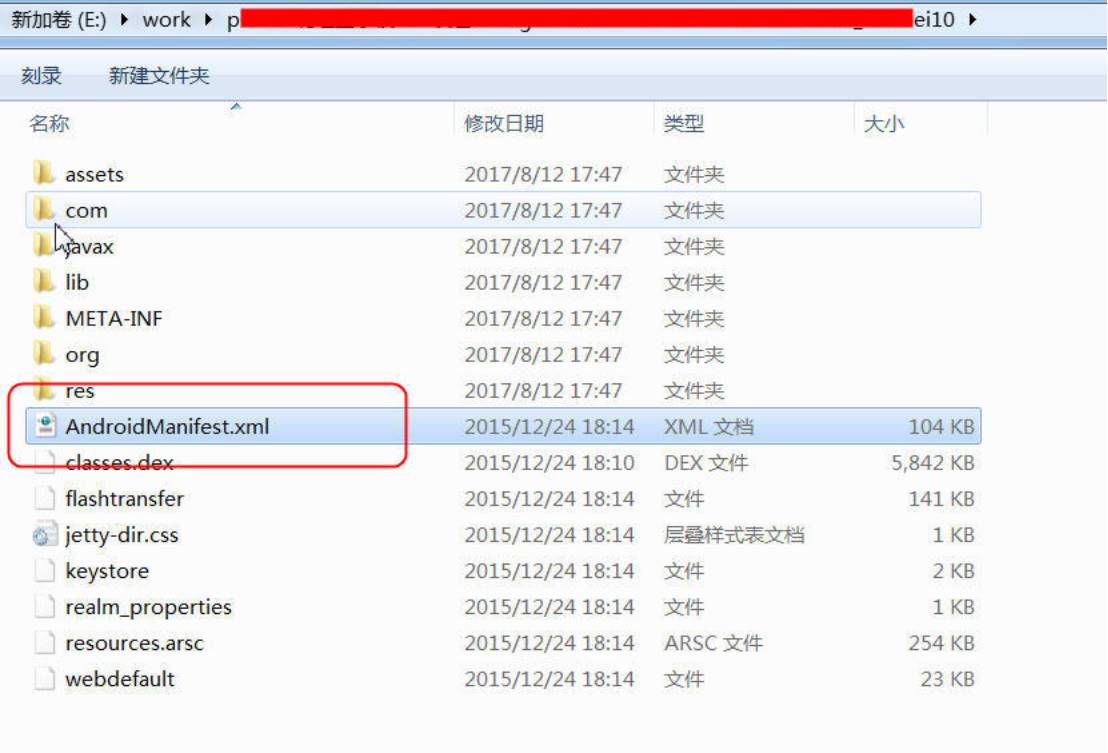 新加卷 (E:) work p ei10
刻录 新建文件夹
名称 修改日期 类型 大小
assets 2017/8/12 17:47 文件夹
com 2017/8/12 17:47 文件夹
javax 2017/8/12 17:47 文件夹
lib 2017/8/12 17:47 文件夹
META-INF 2017/8/12 17:47 文件夹
org 2017/8/12 17:47 文件夹
res 2017/8/12 17:47 文件夹
AndroidManifest.xml 2015/12/24 18:14 XML 文档 104 KB
classes.dex 2015/12/24 18:10 DEX 文件 5,842 KB
flashtransfer 2015/12/24 18:14 文件 141 KB
jetty-dir.css 2015/12/24 18:14 层叠样式表文档 1 KB
keystore 2015/12/24 18:14 文件 2 KB
realm_properties 2015/12/24 18:14 文件 1 KB
resources.arsc 2015/12/24 18:14 ARSC 文件 254 KB
webdefault 2015/12/24 18:14 文件 23 KB